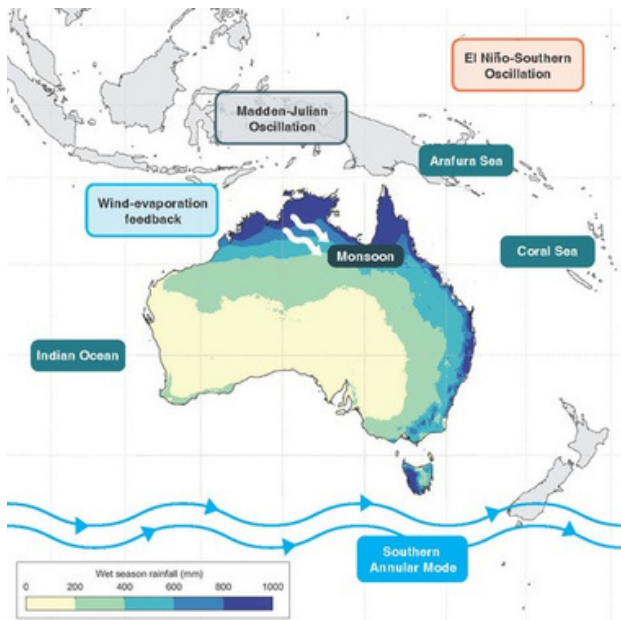 El Niño-Southern
Oscillation
Madden-Julian
Oscillation
Arafura Sea
Wind-evaporation
feedback
Coral Sea
Monsoon
Indian Ocean
Southern
Annular Mode
Wet season rainfall (mm)
0 200 400 600 800 1000